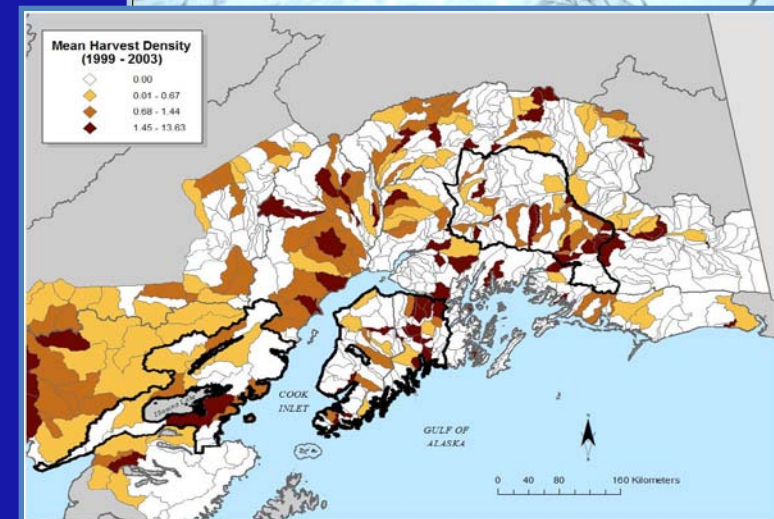 Mean Harvest Density
(1999 - 2003)
0.00
0.01 - 0.67
0.68 - 1.44
1.45 - 13.63
COOK
INLET
GULF OF
ALASKA
0 40 80 160 Kilometers